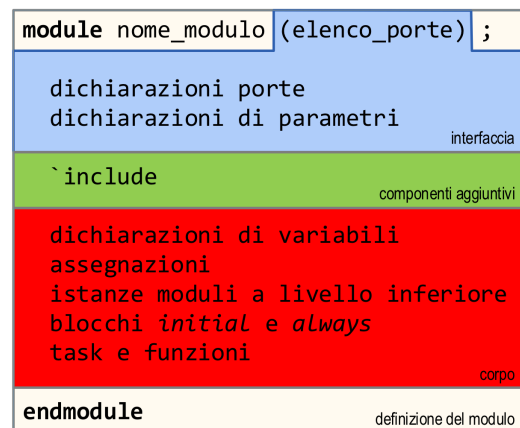 module nome_modulo (elenco_porte) ;
dichiarazioni porte
dichiarazioni di parametri
interfaccia
`include
componenti aggiuntivi
dichiarazioni di variabili
assegnazioni
istanze moduli a livello inferiore
blocchi initial e always
task e funzioni
corpo
endmodule
definizione del modulo